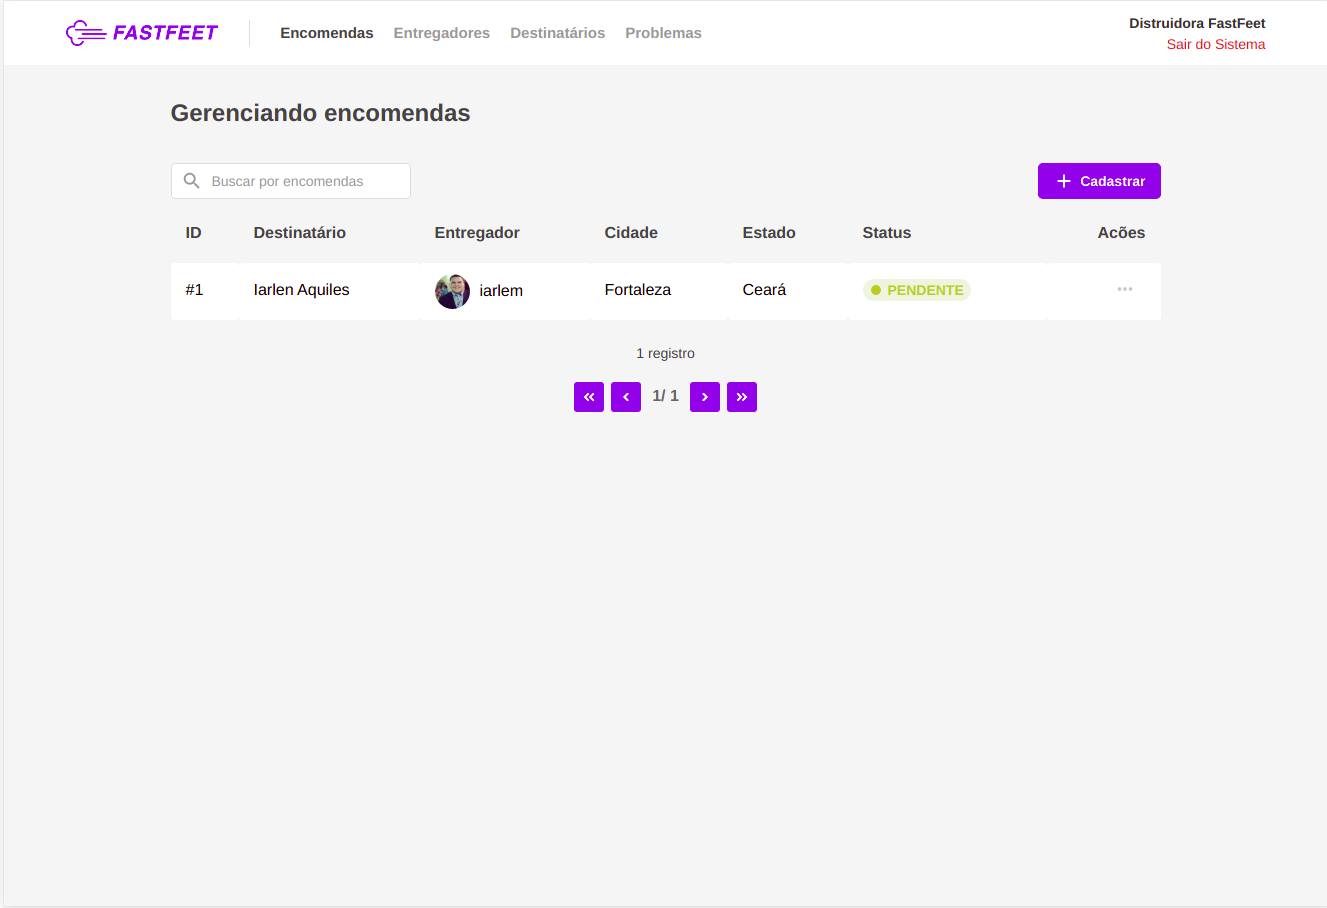 FASTFEET
Encomendas Entregadores Destinatários Problemas
Distruidora FastFeet
Sair do Sistema
Gerenciando encomendas
Buscar por encomendas
Cadastrar
ID Destinatário Entregador Cidade Estado Status Acões
#1 Iarlen Aquiles iarlem Fortaleza Ceará PENDENTE
1 registro
1/ 1